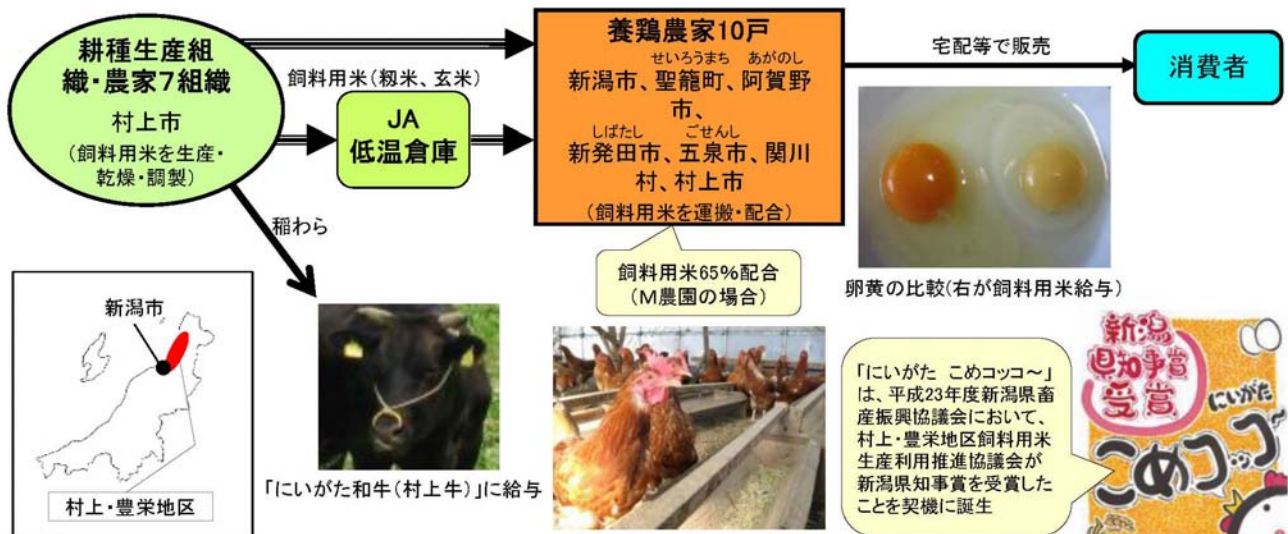 耕種生産組
織・農家7組織
村上市
(飼料用米を生産・
乾燥・調製)
飼料用米(籾米、玄米)
JA
低温倉庫
養鶏農家10戸
せいろうまち　あがのし
新潟市、聖籠町、阿賀野
市、
しばたし　ごせんし
新発田市、五泉市、関川
村、村上市
(飼料用米を運搬・配合)
宅配等で販売
消費者
稲わら
飼料用米65%配合
(M農園の場合)
卵黄の比較(右が飼料用米給与)
新潟市
村上・豊栄地区
「にいがた和牛(村上牛)」に給与
「にいがた　こめコッコ～」
は、平成23年度新潟県畜
産振興協議会において、
村上・豊栄地区飼料用米
生産利用推進協議会が
新潟県知事賞を受賞した
ことを契機に誕生
新潟
県知事賞
受賞
にいがた
こめコッコ